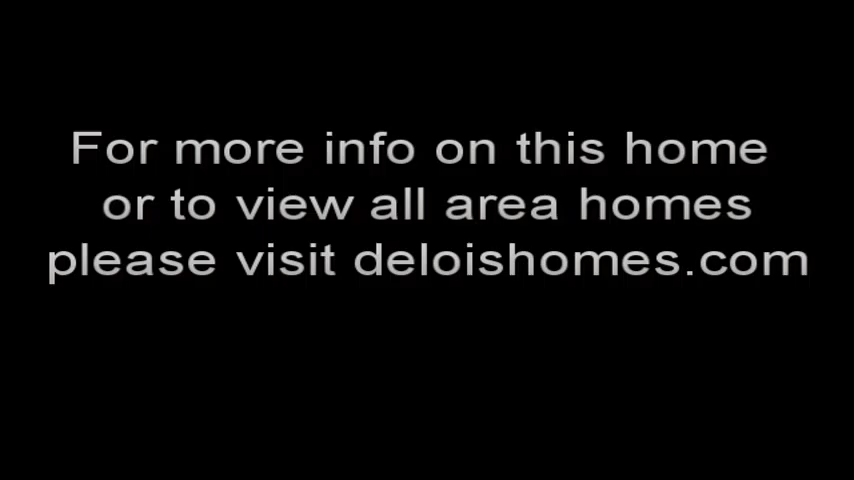 For more info on this home
or to view all area homes
please visit deloishomes.com